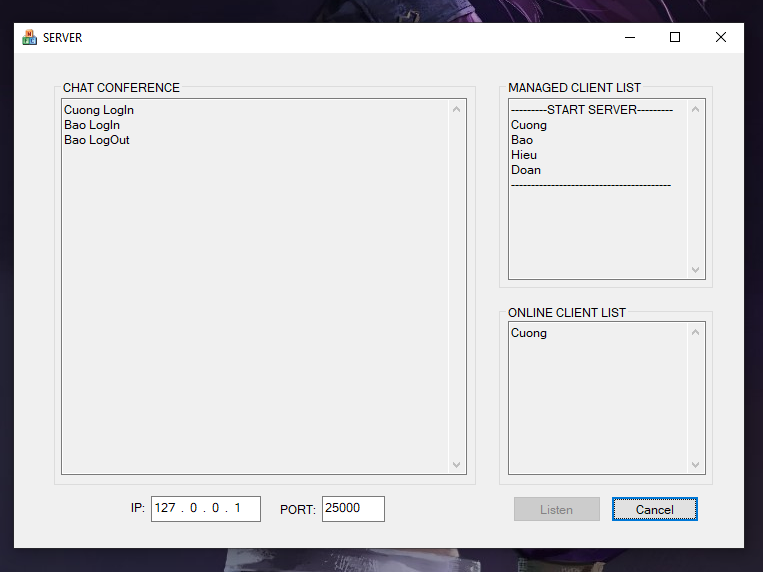 SERVER
CHAT CONFERENCE
Cuong LogIn
Bao LogIn
Bao LogOut
MANAGED CLIENT LIST
---------START SERVER---------
Cuong
Bao
Hieu
Doan
----------------------------------------
ONLINE CLIENT LIST
Cuong
IP: 127 . 0 . 0 . 1 PORT: 25000 Listen Cancel